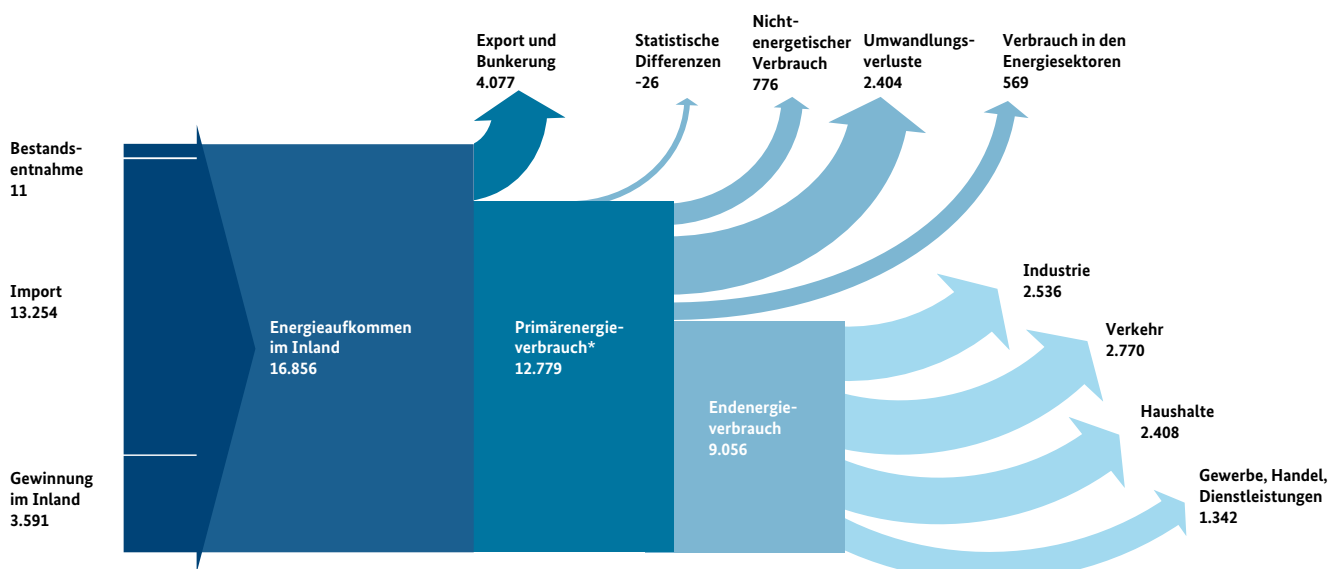 Export und
Bunkerung
4.077
Statistische
Differenzen
-26
Nicht-
energetischer
Verbrauch
776
Umwandlungs-
verluste
2.404
Verbrauch in den
Energiesektoren
569
Bestands-
entnahme
11
Import
13.254
Gewinnung
im Inland
3.591
Energieaufkommen
im Inland
16.856
Primärenergie-
verbrauch*
12.779
Endenergie-
verbrauch
9.056
Industrie
2.536
Verkehr
2.770
Haushalte
2.408
Gewerbe, Handel,
Dienstleistungen
1.342